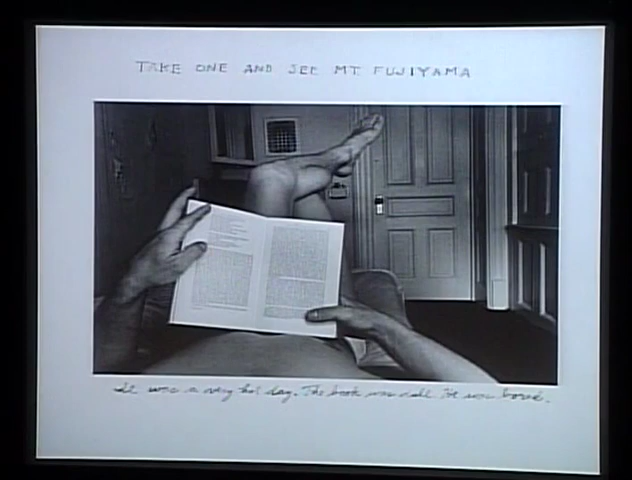 TAKE ONE AND SEE MT. FUJIYAMA
It was a very hot day. The book was dull. He was bored.